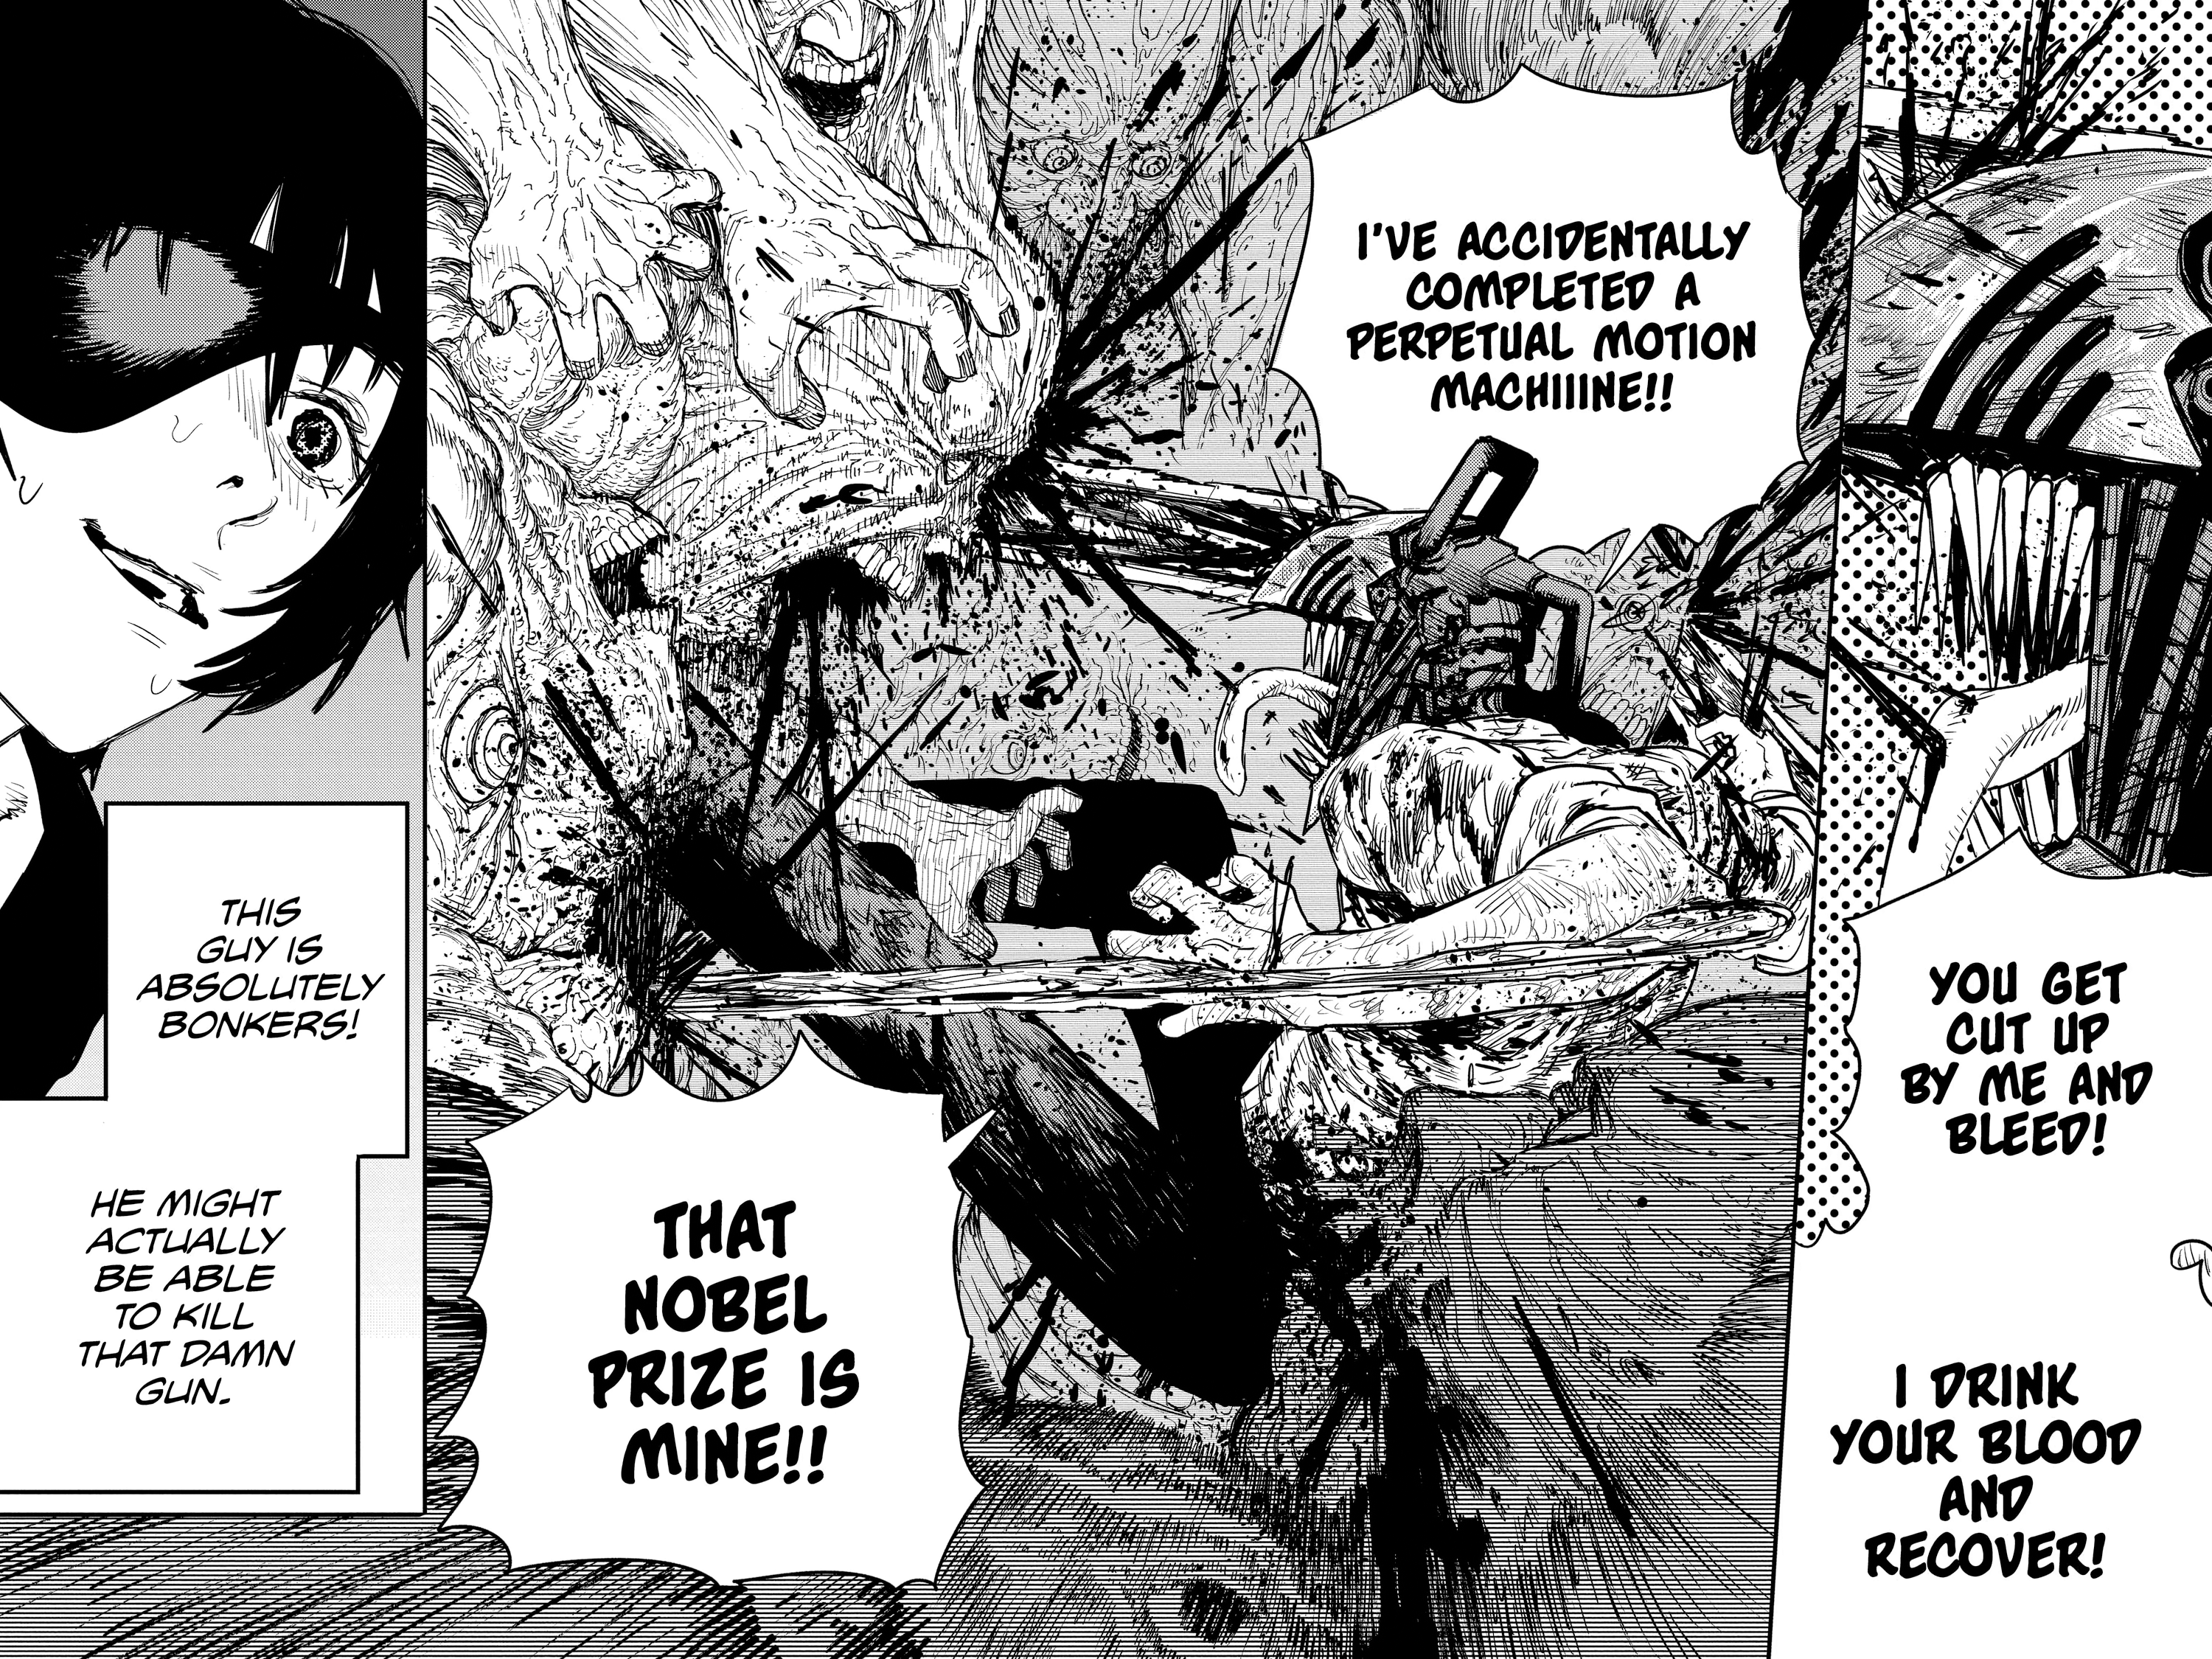 YOU GET
CUT UP
BY ME AND
BLEED!
I DRINK
YOUR BLOOD
AND
RECOVER!
I'VE ACCIDENTALLY
COMPLETED A
PERPETUAL MOTION
MACHIIINE!!
THAT
NOBEL
PRIZE IS
MINE!!
THIS
GUY IS
ABSOLUTELY
BONKERS!
HE MIGHT
ACTUALLY
BE ABLE
TO KILL
THAT DAMN
GUN.